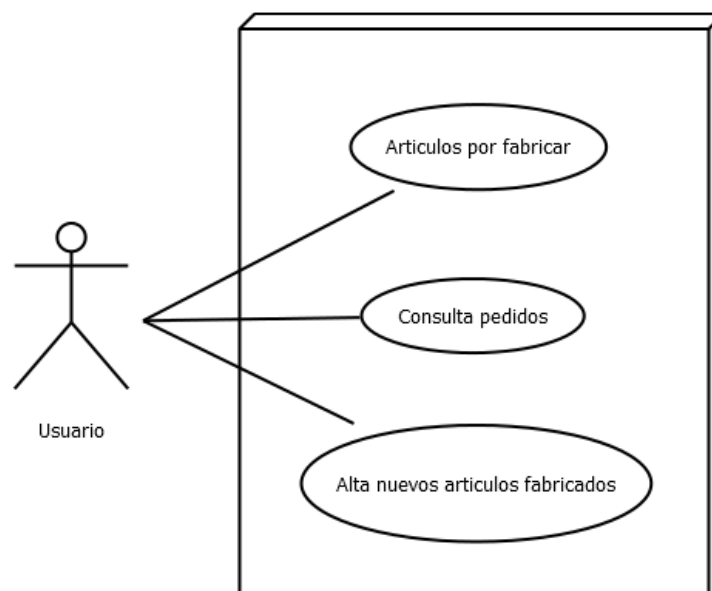 Articulos por fabricar
Consulta pedidos
Usuario
Alta nuevos articulos fabricados